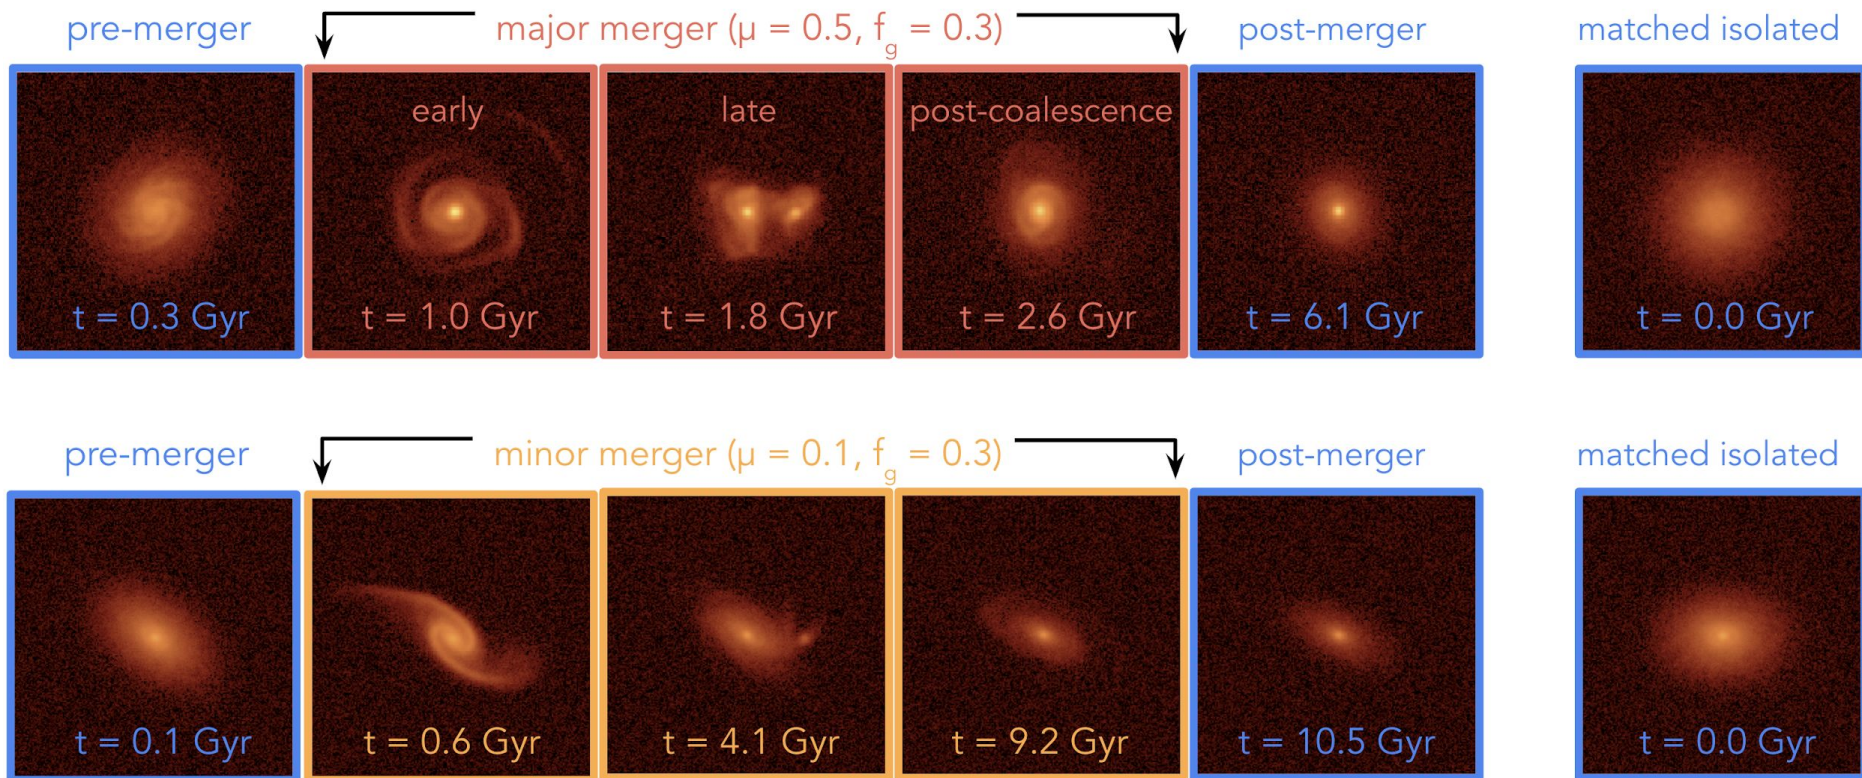 pre-merger
major merger (μ = 0.5, f_g = 0.3)
post-merger
matched isolated
early
late
post-coalescence
t = 0.3 Gyr
t = 1.0 Gyr
t = 1.8 Gyr
t = 2.6 Gyr
t = 6.1 Gyr
t = 0.0 Gyr
pre-merger
minor merger (μ = 0.1, f_g = 0.3)
post-merger
matched isolated
t = 0.1 Gyr
t = 0.6 Gyr
t = 4.1 Gyr
t = 9.2 Gyr
t = 10.5 Gyr
t = 0.0 Gyr